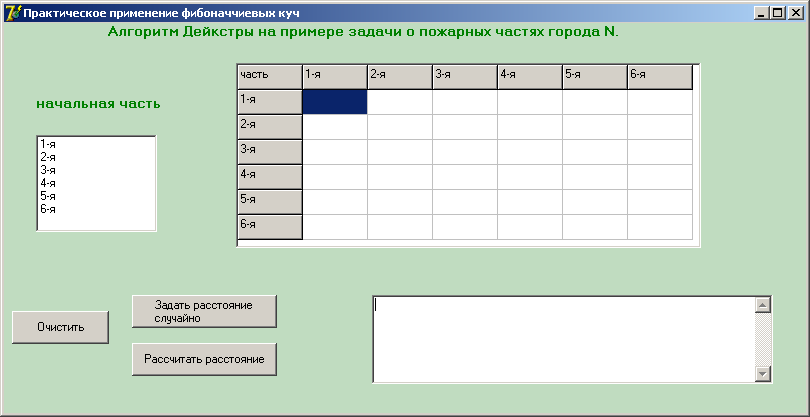 Практическое применение фибоначчиевых куч
Алгоритм Дейкстры на примере задачи о пожарных частях города N.
начальная часть
1-я
2-я
3-я
4-я
5-я
6-я
часть 1-я 2-я 3-я 4-я 5-я 6-я
1-я
2-я
3-я
4-я
5-я
6-я
Очистить
Задать расстояние
случайно
Рассчитать расстояние